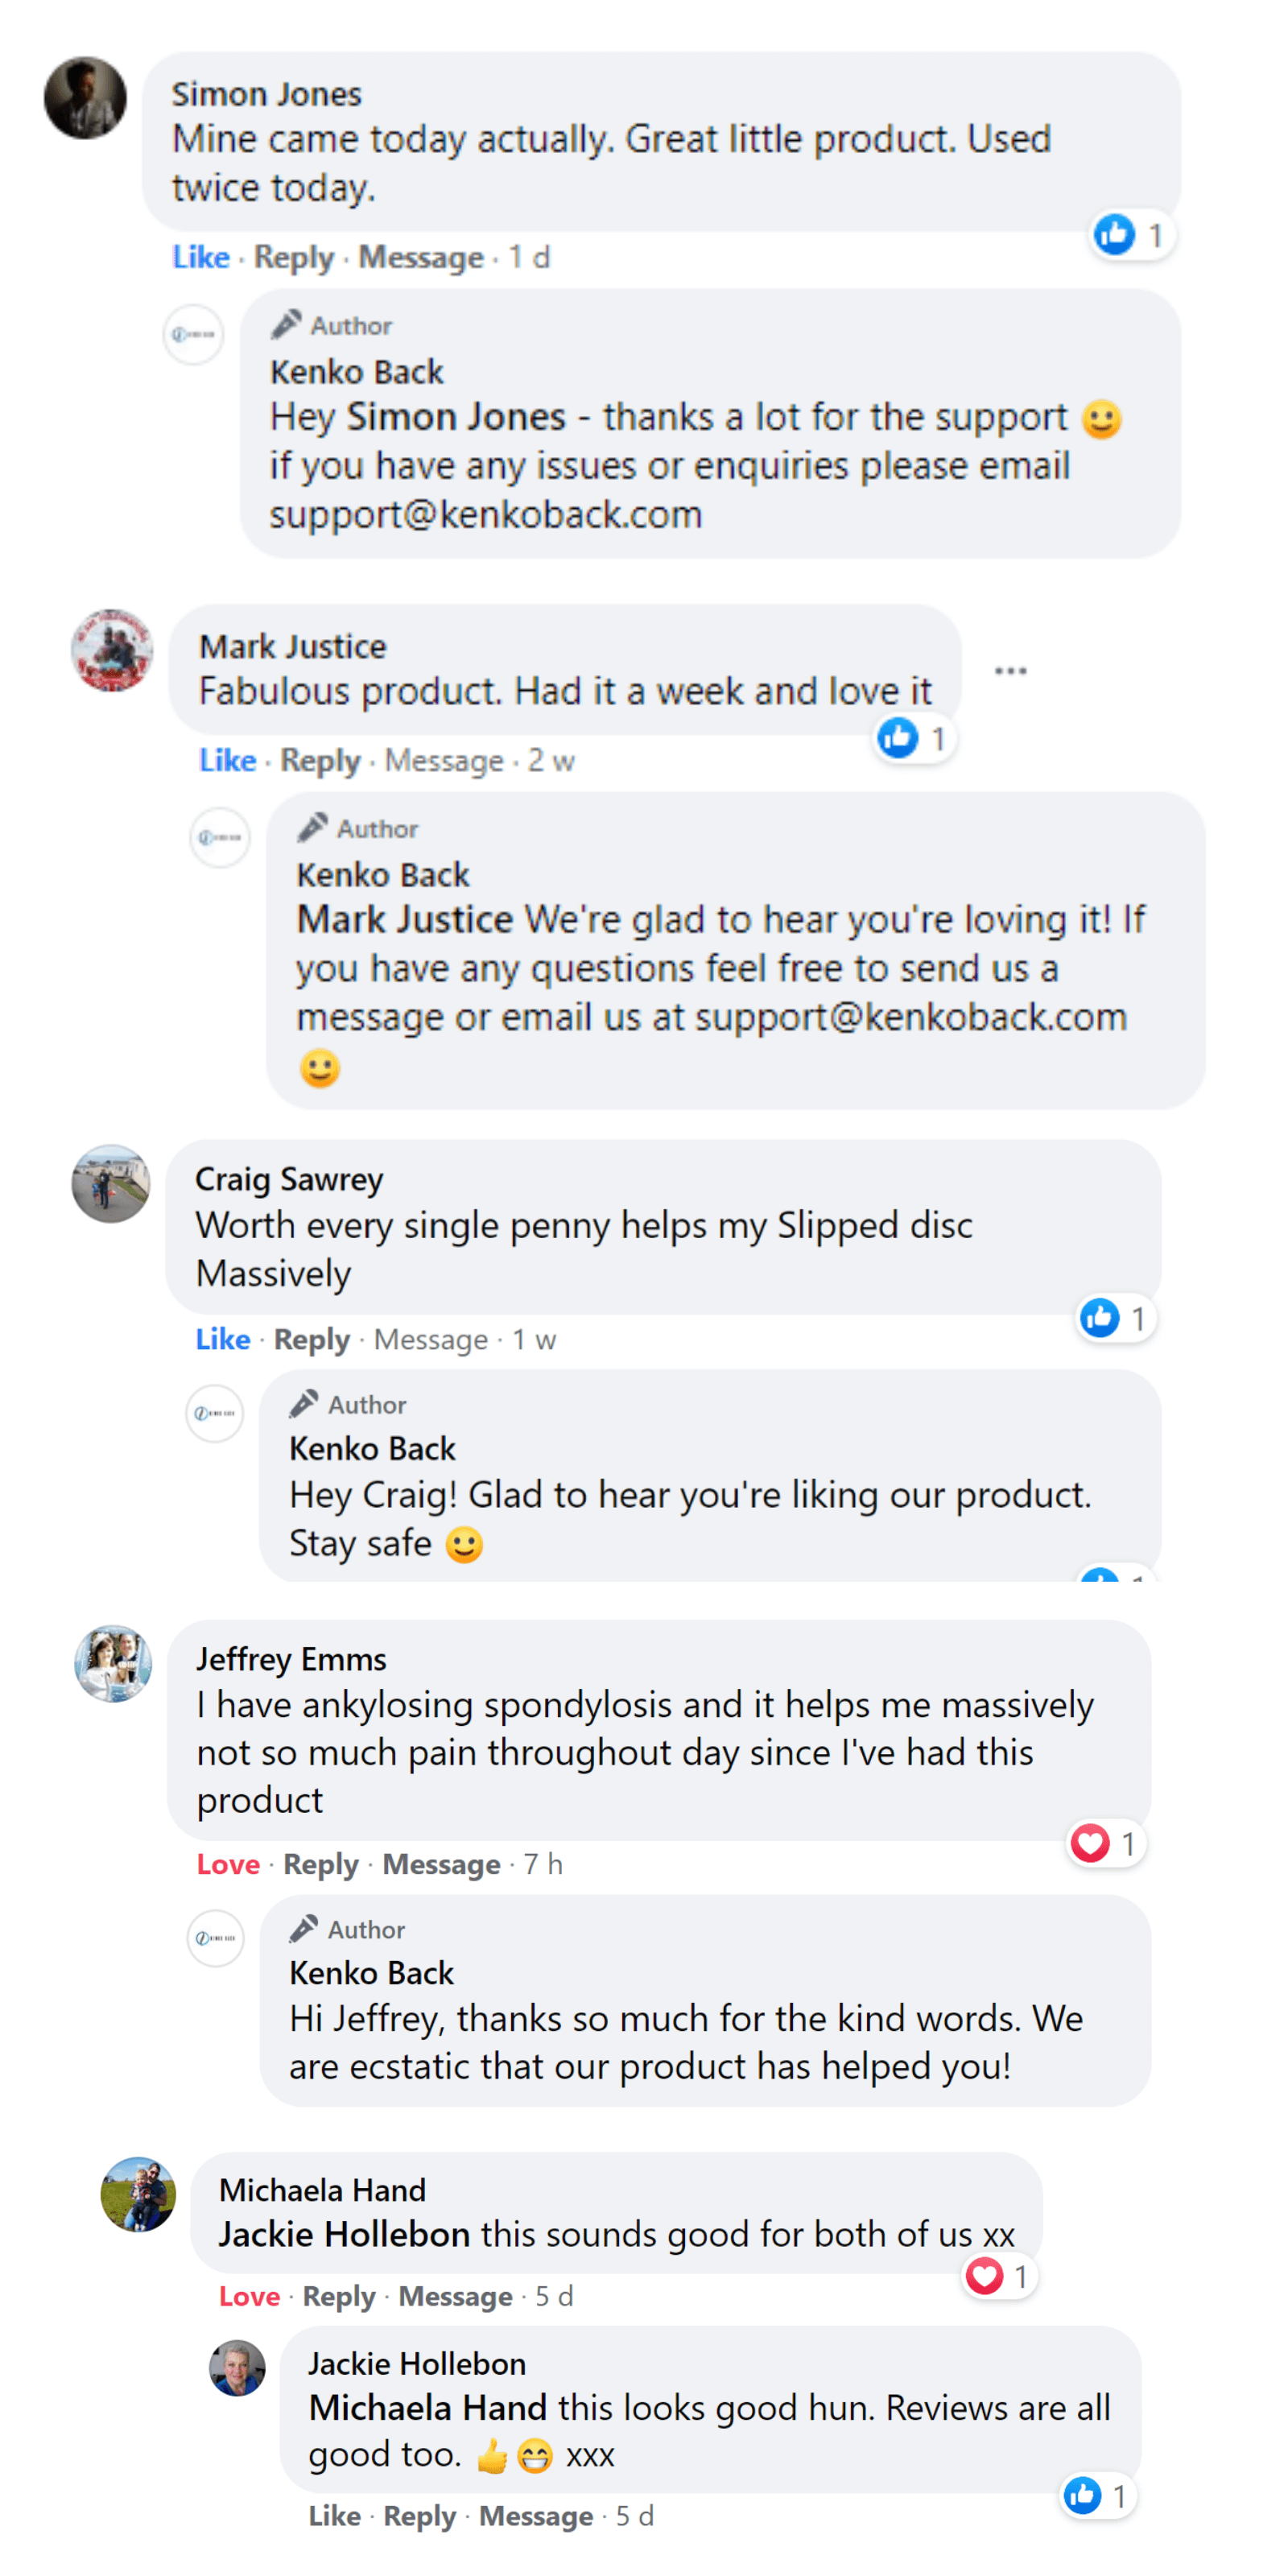 Simon Jones
Mine came today actually. Great little product. Used
twice today.
1
Like · Reply · Message · 1 d
Author
Kenko Back
Hey Simon Jones - thanks a lot for the support 🙂
if you have any issues or enquiries please email
support@kenkoback.com
Mark Justice
Fabulous product. Had it a week and love it
1
Like · Reply · Message · 2 w
Author
Kenko Back
Mark Justice We're glad to hear you're loving it! If
you have any questions feel free to send us a
message or email us at support@kenkoback.com
🙂
Craig Sawrey
Worth every single penny helps my Slipped disc
Massively
1
Like · Reply · Message · 1 w
Author
Kenko Back
Hey Craig! Glad to hear you're liking our product.
Stay safe 🙂
Jeffrey Emms
I have ankylosing spondylosis and it helps me massively
not so much pain throughout day since I've had this
product
1
Love · Reply · Message · 7 h
Author
Kenko Back
Hi Jeffrey, thanks so much for the kind words. We
are ecstatic that our product has helped you!
Michaela Hand
Jackie Hollebon this sounds good for both of us xx
1
Love · Reply · Message · 5 d
Jackie Hollebon
Michaela Hand this looks good hun. Reviews are all
good too. 👍😁 xxx
1
Like · Reply · Message · 5 d